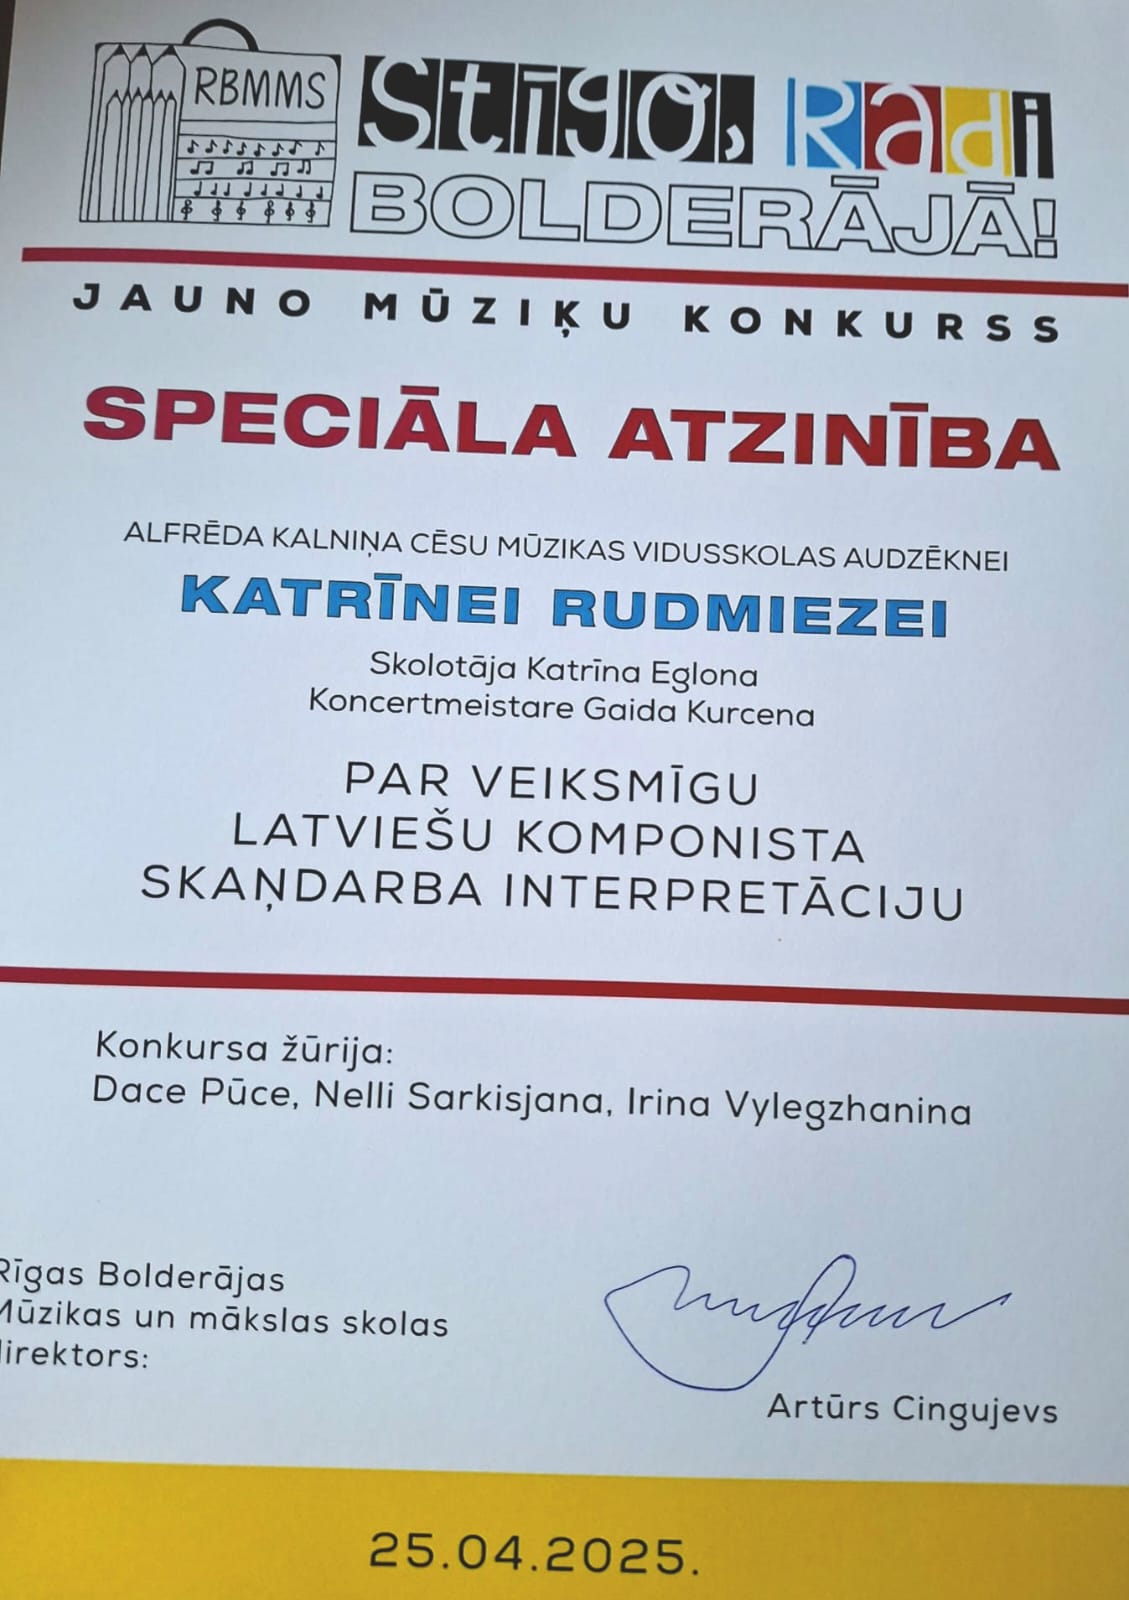 RBMMS
Stīgo, Radi
BOLDERĀJĀ!
JAUNO MŪZIĶU KONKURSS
SPECIĀLA ATZINĪBA
ALFRĒDA KALNIŅA CĒSU MŪZIKAS VIDUSSKOLAS AUDZĒKNEI
KATRĪNEI RUDMIEZEI
Skolotāja Katrīna Eglona
Koncertmeistare Gaida Kurcena
PAR VEIKSMĪGU
LATVIEŠU KOMPONISTA
SKAŅDARBA INTERPRETĀCIJU
Konkursa žūrija:
Dace Pūce, Nelli Sarkisjana, Irina Vylegzhanina
Rīgas Bolderājas
Mūzikas un mākslas skolas
direktors:
Artūrs Cingujevs
25.04.2025.